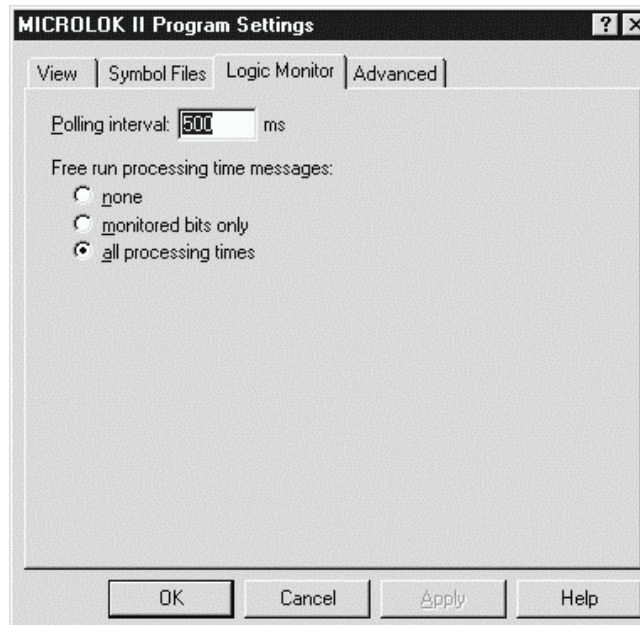 MICROLOK II Program Settings
View Symbol Files Logic Monitor Advanced
Polling interval: 500 ms
Free run processing time messages:
none
monitored bits only
all processing times
OK Cancel Apply Help